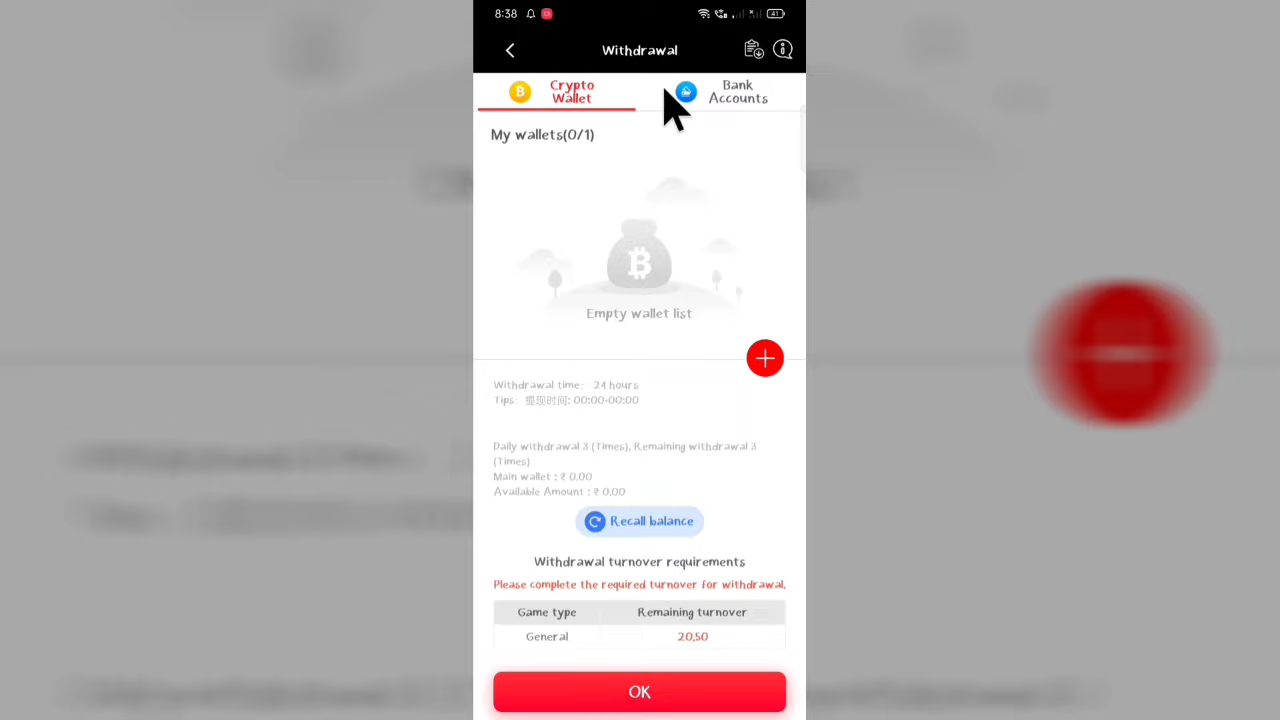 8:38
41
Withdrawal
Crypto
Wallet
Bank
Accounts
My wallets(0/1)
Empty wallet list
Withdrawal time: 24 hours
Tips: 提现时间: 00:00-00:00
Daily withdrawal 3 (Times), Remaining withdrawal 3
(Times)
Main wallet : ₹ 0.00
Available Amount : ₹ 0.00
Recall balance
Withdrawal turnover requirements
Please complete the required turnover for withdrawal.
Game type Remaining turnover
General 20.50
OK